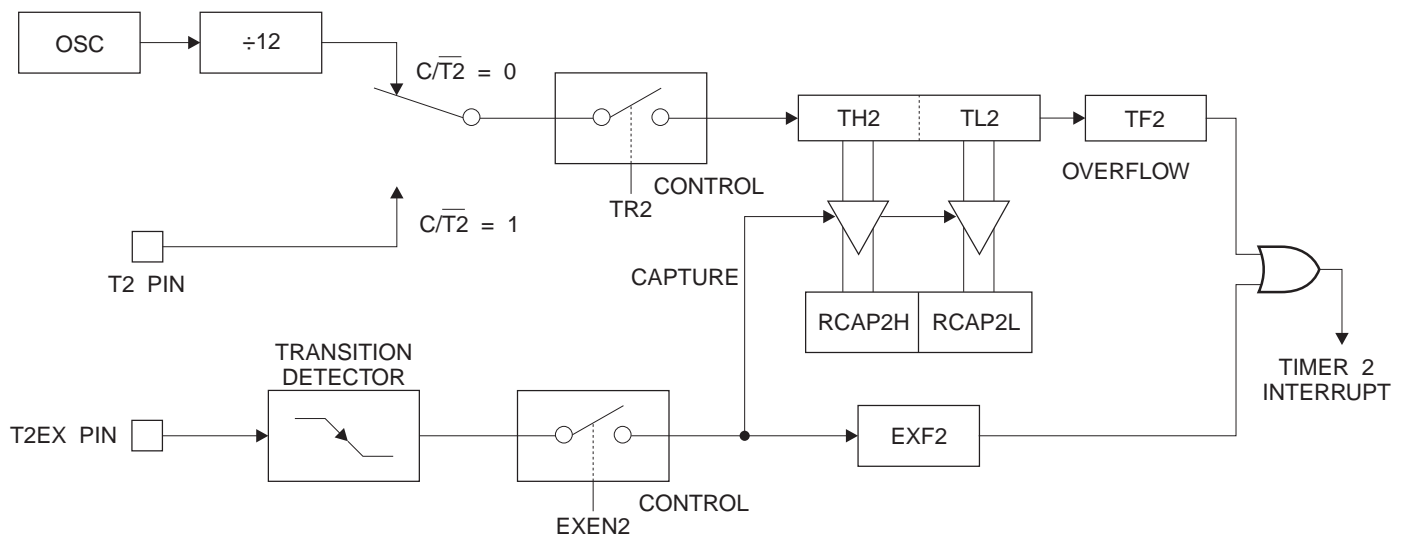 OSC
÷12
C/T2̅ = 0
TH2
TL2
TF2
OVERFLOW
CONTROL
TR2
C/T2̅ = 1
T2 PIN
CAPTURE
RCAP2H
RCAP2L
TRANSITION
DETECTOR
TIMER 2
INTERRUPT
T2EX PIN
EXF2
CONTROL
EXEN2